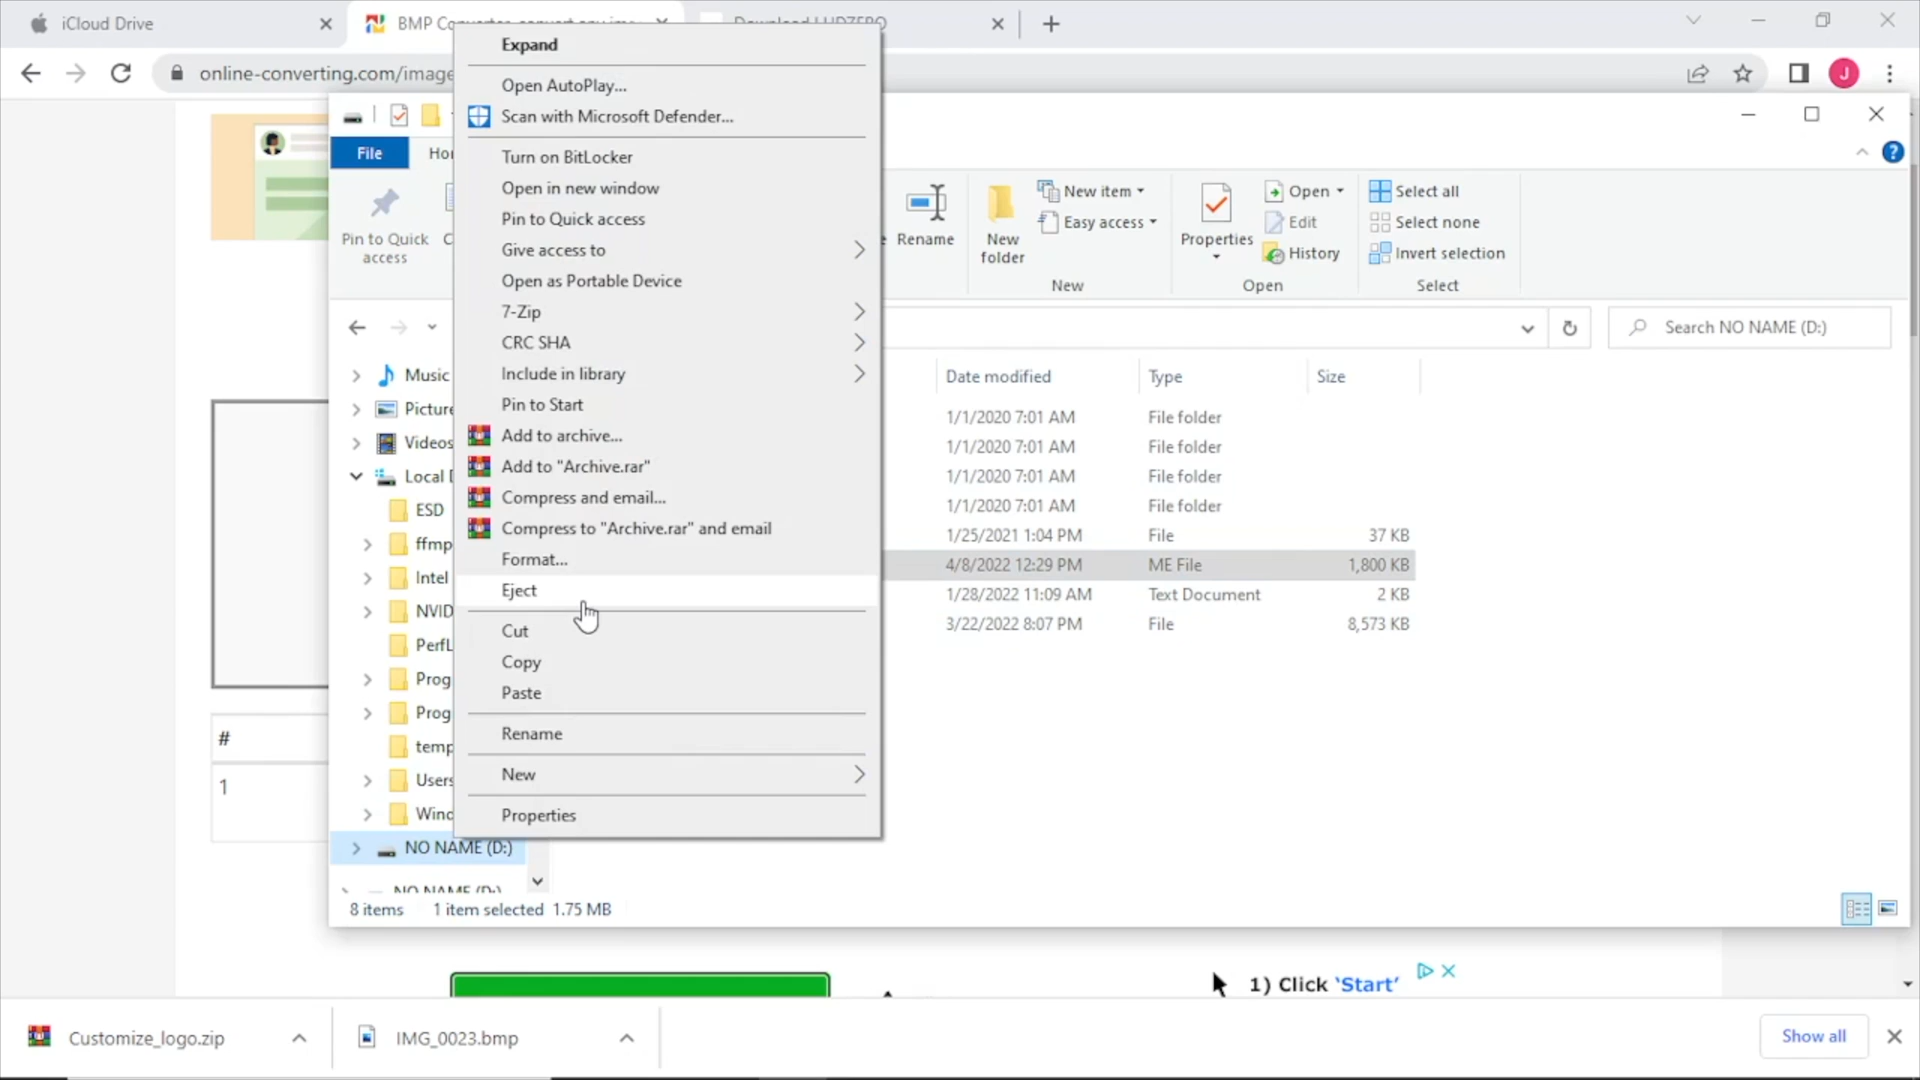 iCloud Drive
BMP Co
Download LUDZERO
online-converting.com/image
J
Expand
Open AutoPlay...
Scan with Microsoft Defender...
Turn on BitLocker
Open in new window
Pin to Quick access
Give access to
Open as Portable Device
7-Zip
CRC SHA
Include in library
Pin to Start
Add to archive...
Add to "Archive.rar"
Compress and email...
Compress to "Archive.rar" and email
Format...
Eject
Cut
Copy
Paste
Rename
New
Properties
File
Ho
Pin to Quick
access
Rename
New
folder
New item
Easy access
New
Properties
Open
Edit
History
Open
Select all
Select none
Invert selection
Select
Search NO NAME (D:)
Music
Picture
Videos
Local
ESD
ffmp
Intel
NVID
PerfL
Prog
Prog
temp
Users
Wind
NO NAME (D:)
NO NAME (D:)
Date modified Type Size
1/1/2020 7:01 AM File folder
1/1/2020 7:01 AM File folder
1/1/2020 7:01 AM File folder
1/1/2020 7:01 AM File folder
1/25/2021 1:04 PM File 37 KB
4/8/2022 12:29 PM ME File 1,800 KB
1/28/2022 11:09 AM Text Document 2 KB
3/22/2022 8:07 PM File 8,573 KB
8 items 1 item selected 1.75 MB
#
1
1) Click ‘Start’
Customize_logo.zip
IMG_0023.bmp
Show all